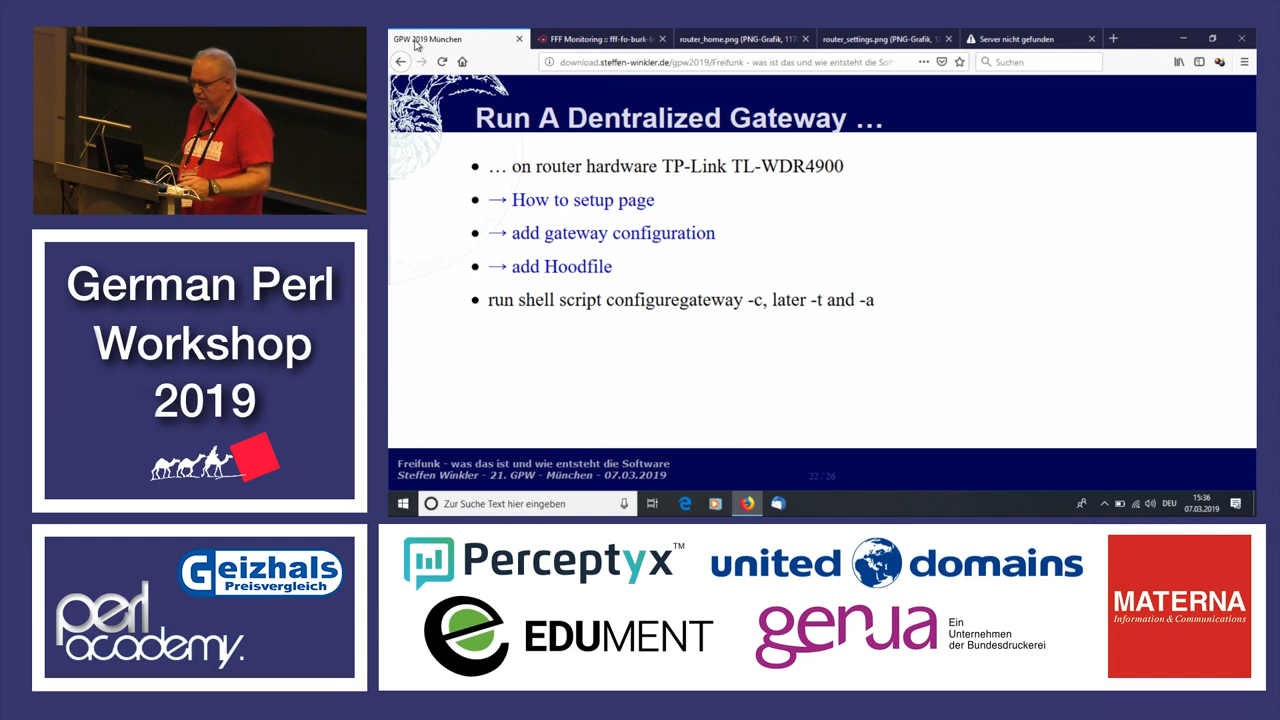 GPW 2019 München
FFF Monitoring :: fff-fo-burk-b
router_home.png (PNG-Grafik, 117
router_settings.png (PNG-Grafik, 12
Server nicht gefunden
download.steffen-winkler.de/gpw2019/Freifunk - was das ist und wie entsteht die Sof
Suchen
Run A Dentralized Gateway …
… on router hardware TP-Link TL-WDR4900
→ How to setup page
→ add gateway configuration
→ add Hoodfile
run shell script configuregateway -c, later -t and -a
Freifunk - was das ist und wie entsteht die Software
Steffen Winkler - 21. GPW - München - 07.03.2019
22 / 26
Zur Suche Text hier eingeben
DEU
15:36
07.03.2019
German Perl
Workshop
2019
Geizhals
Preisvergleich
perl
academy.
Perceptyx™
united domains
EDUMENT
genua
Ein
Unternehmen
der Bundesdruckerei
MATERNA
Information & Communications